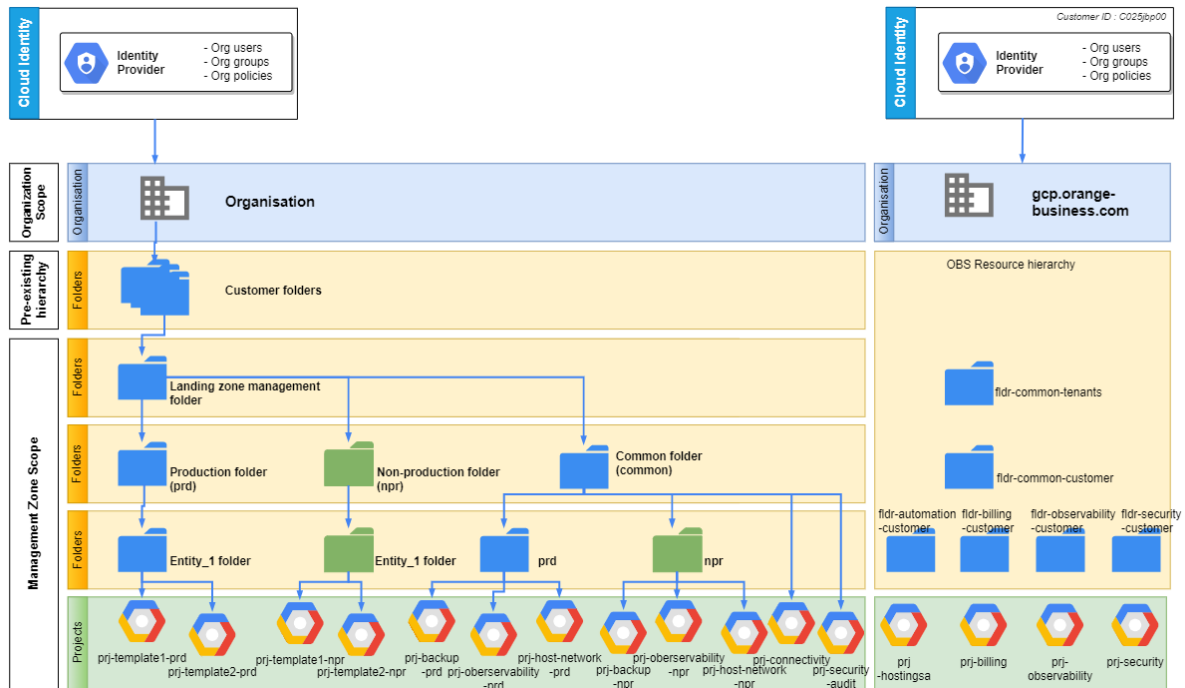 Cloud Identity
Identity
Provider
- Org users
- Org groups
- Org policies
Cloud Identity
Customer ID : C025jbp00
Identity
Provider
- Org users
- Org groups
- Org policies
Organization
Scope
Organisation
Organisation
Organisation
gcp.orange-
business.com
Pre-existing
hierarchy
Folders
Customer folders
OBS Resource hierarchy
Management Zone Scope
Folders
Landing zone management
folder
fldr-common-tenants
Folders
Production folder
(prd)
Non-production folder
(npr)
Common folder
(common)
fldr-common-customer
Folders
Entity_1 folder
Entity_1 folder
prd
npr
fldr-automation
-customer
fldr-billing
-customer
fldr-observability
-customer
fldr-security
-customer
Projects
prj-template1-prd
prj-template2-prd
prj-template1-npr
prj-template2-npr
prj-backup
-prd
prj-oberservability
-prd
prj-host-network
-prd
prj-backup
-npr
prj-oberservability
-npr
prj-host-network
-npr
prj-connectivity
prj-security
-audit
prj
-hostingsa
prj-billing
prj-
observability
prj-security